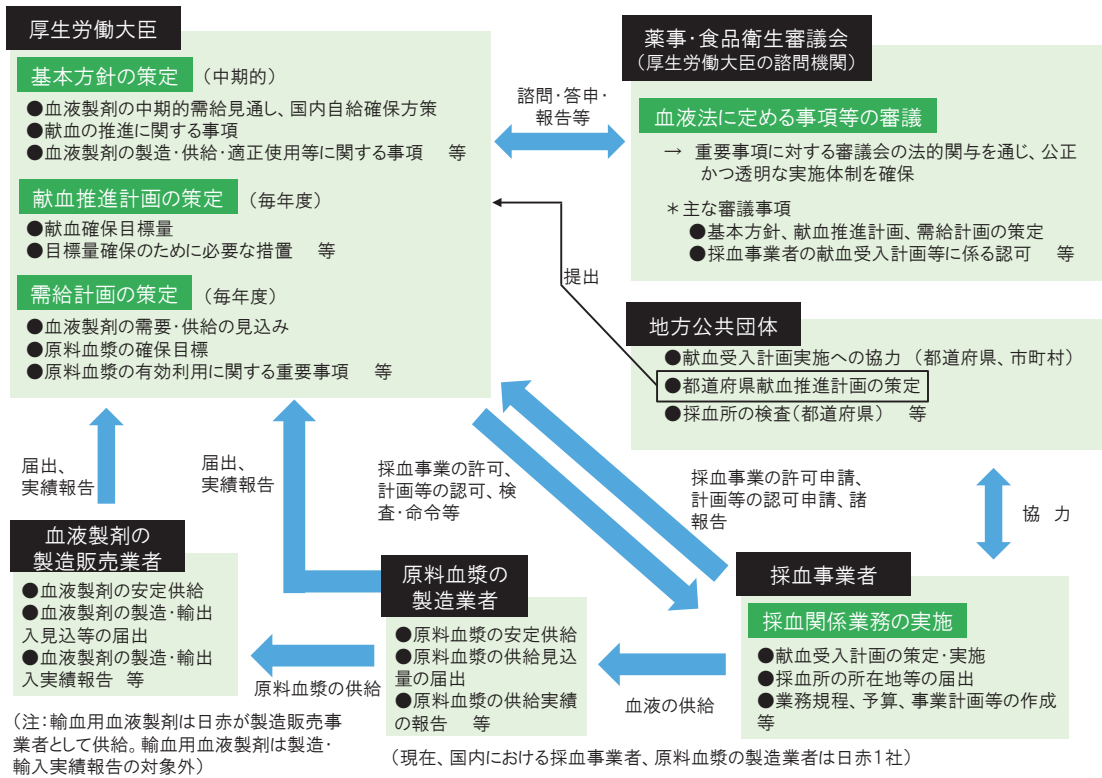 厚生労働大臣
基本方針の策定 （中期的）
●血液製剤の中期的需給見通し、国内自給確保方策
●献血の推進に関する事項
●血液製剤の製造・供給・適正使用等に関する事項　等
献血推進計画の策定 （毎年度）
●献血確保目標量
●目標量確保のために必要な措置　等
需給計画の策定 （毎年度）
●血液製剤の需要・供給の見込み
●原料血漿の確保目標
●原料血漿の有効利用に関する重要事項　等
諮問・答申・
報告等
薬事・食品衛生審議会
（厚生労働大臣の諮問機関）
血液法に定める事項等の審議
→ 重要事項に対する審議会の法的関与を通じ、公正
かつ透明な実施体制を確保
＊主な審議事項
●基本方針、献血推進計画、需給計画の策定
●採血事業者の献血受入計画等に係る認可　等
提出
地方公共団体
●献血受入計画実施への協力 （都道府県、市町村）
●都道府県献血推進計画の策定
●採血所の検査（都道府県）　等
届出、
実績報告
届出、
実績報告
採血事業の許可、
計画等の認可、検
査・命令等
採血事業の許可申請、
計画等の認可申請、諸
報告
協 力
血液製剤の
製造販売業者
●血液製剤の安定供給
●血液製剤の製造・輸出
入見込等の届出
●血液製剤の製造・輸出
入実績報告 等
原料血漿の供給
原料血漿の
製造業者
●原料血漿の安定供給
●原料血漿の供給見込
量の届出
●原料血漿の供給実績
の報告　等
血液の供給
採血事業者
採血関係業務の実施
●献血受入計画の策定・実施
●採血所の所在地等の届出
●業務規程、予算、事業計画等の作成
等
（注：輸血用血液製剤は日赤が製造販売事
業者として供給。輸血用血液製剤は製造・
輸入実績報告の対象外）
（現在、国内における採血事業者、原料血漿の製造業者は日赤１社）